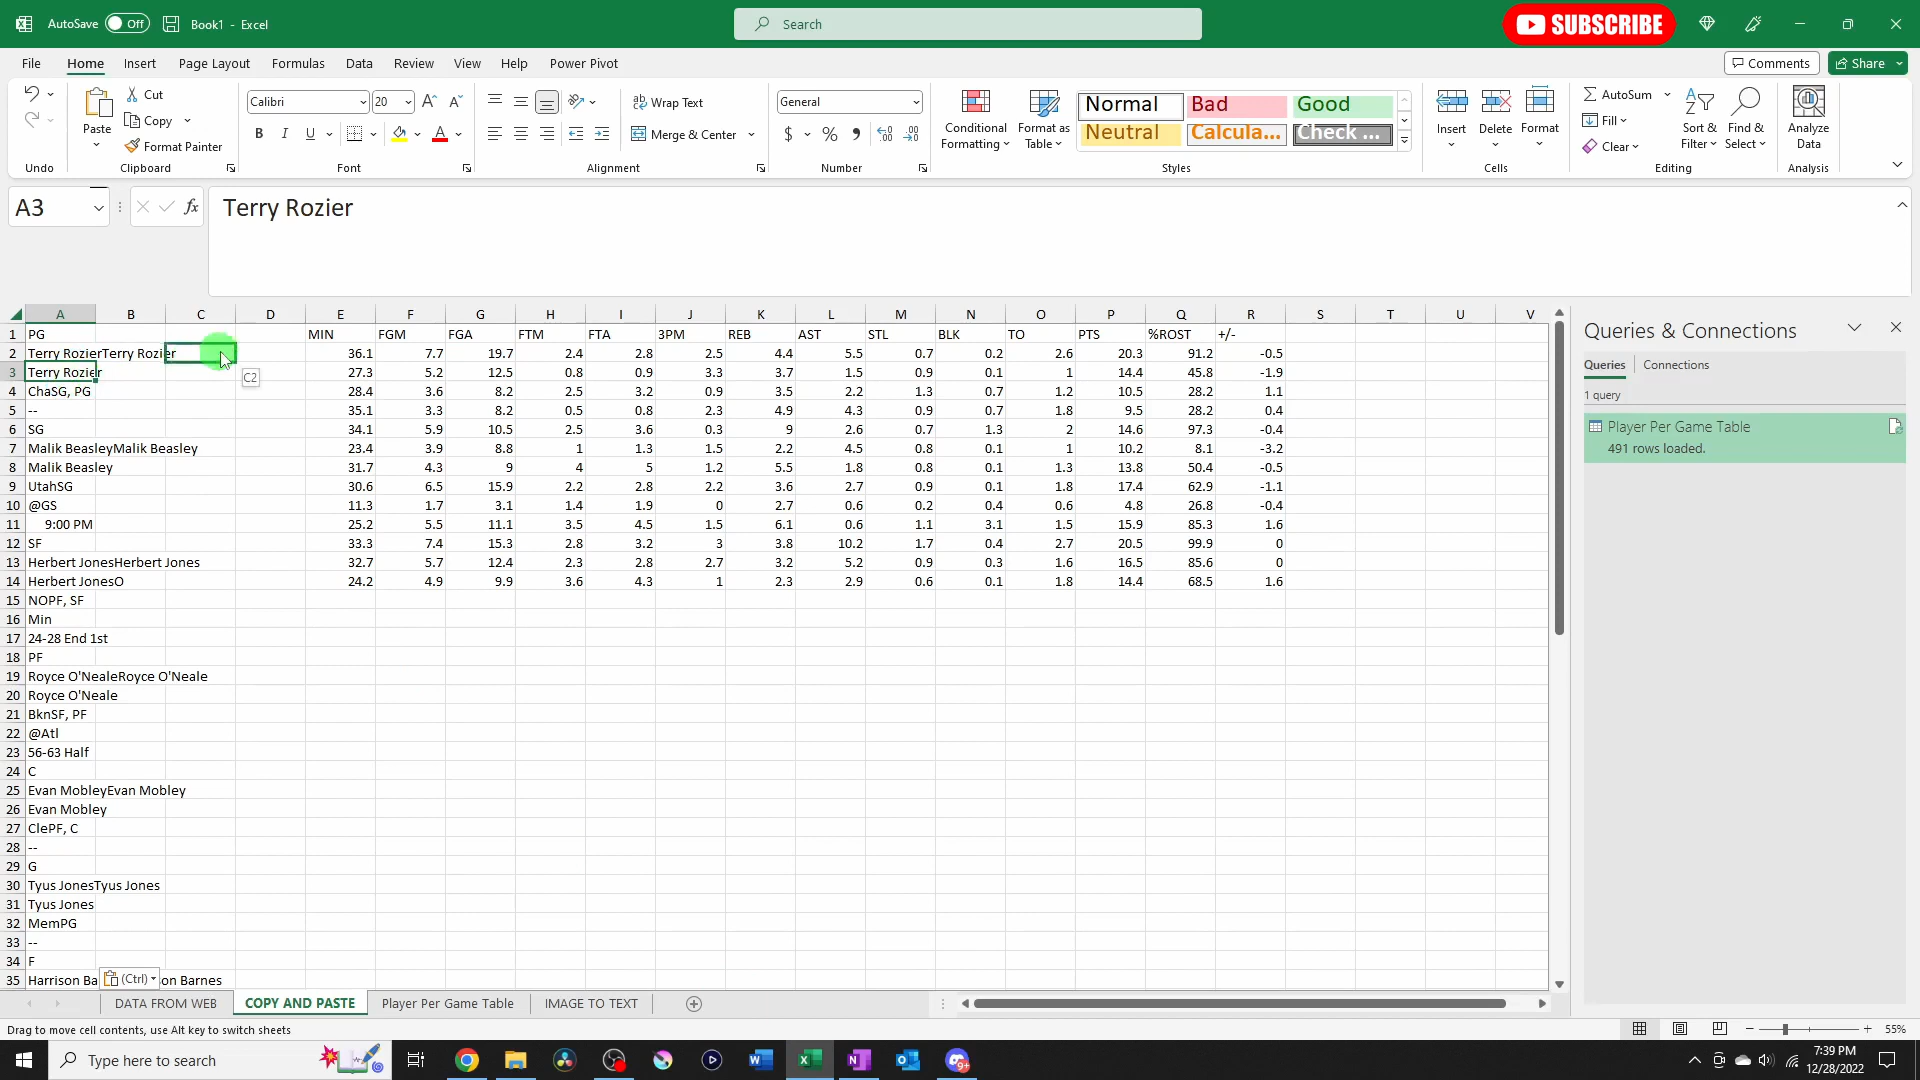 AutoSave Off Book1 - Excel Search SUBSCRIBE
File Home Insert Page Layout Formulas Data Review View Help Power Pivot Comments Share
Cut Calibri 20 Wrap Text General Normal Bad Good AutoSum
Paste Copy Conditional Formatting Format as Table Insert Delete Format Fill Sort & Filter Find & Select Analyze Data
Format Painter Merge & Center Neutral Calcula... Check ... Clear
Undo Clipboard Font Alignment Number Styles Cells Editing Analysis
A3 fx Terry Rozier
A B C D E F G H I J K L M N O P Q R S T U V
1 PG MIN FGM FGA FTM FTA 3PM REB AST STL BLK TO PTS %ROST +/-
2 Terry RozierTerry Rozier 36.1 7.7 19.7 2.4 2.8 2.5 4.4 5.5 0.7 0.2 2.6 20.3 91.2 -0.5
3 Terry Rozier 27.3 5.2 12.5 0.8 0.9 3.3 3.7 1.5 0.9 0.1 1 14.4 45.8 -1.9
C2
4 ChaSG, PG 28.4 3.6 8.2 2.5 3.2 0.9 3.5 2.2 1.3 0.7 1.2 10.5 28.2 1.1
5 -- 35.1 3.3 8.2 0.5 0.8 2.3 4.9 4.3 0.9 0.7 1.8 9.5 28.2 0.4
6 SG 34.1 5.9 10.5 2.5 3.6 0.3 9 2.6 0.7 1.3 2 14.6 97.3 -0.4
7 Malik BeasleyMalik Beasley 23.4 3.9 8.8 1 1.3 1.5 2.2 4.5 0.8 0.1 1 10.2 8.1 -3.2
8 Malik Beasley 31.7 4.3 9 4 5 1.2 5.5 1.8 0.8 0.1 1.3 13.8 50.4 -0.5
9 UtahSG 30.6 6.5 15.9 2.2 2.8 2.2 3.6 2.7 0.9 0.1 1.8 17.4 62.9 -1.1
10 @GS 11.3 1.7 3.1 1.4 1.9 0 2.7 0.6 0.2 0.4 0.6 4.8 26.8 -0.4
11 9:00 PM 25.2 5.5 11.1 3.5 4.5 1.5 6.1 0.6 1.1 3.1 1.5 15.9 85.3 1.6
12 SF 33.3 7.4 15.3 2.8 3.2 3 3.8 10.2 1.7 0.4 2.7 20.5 99.9 0
13 Herbert JonesHerbert Jones 32.7 5.7 12.4 2.3 2.8 2.7 3.2 5.2 0.9 0.3 1.6 16.5 85.6 0
14 Herbert JonesO 24.2 4.9 9.9 3.6 4.3 1 2.3 2.9 0.6 0.1 1.8 14.4 68.5 1.6
15 NOPF, SF
16 Min
17 24-28 End 1st
18 PF
19 Royce O'NealeRoyce O'Neale
20 Royce O'Neale
21 BknSF, PF
22 @Atl
23 56-63 Half
24 C
25 Evan MobleyEvan Mobley
26 Evan Mobley
27 ClePF, C
28 --
29 G
30 Tyus JonesTyus Jones
31 Tyus Jones
32 MemPG
33 --
34 F
35 Harrison Ba (Ctrl) on Barnes
Queries & Connections
Queries Connections
1 query
Player Per Game Table
491 rows loaded.
DATA FROM WEB COPY AND PASTE Player Per Game Table IMAGE TO TEXT
Drag to move cell contents, use Alt key to switch sheets 55%
Type here to search 9+ 7:39 PM
12/28/2022